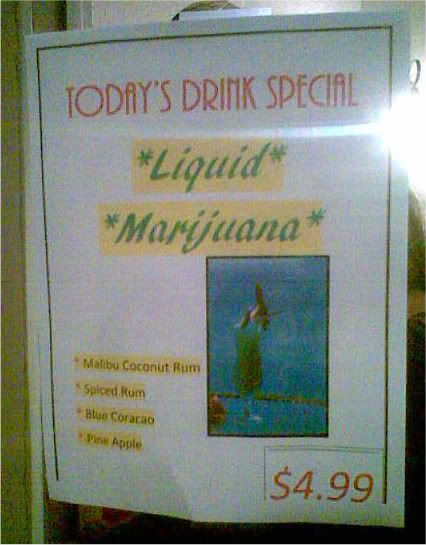 TODAY'S DRINK SPECIAL
*Liquid*
*Marijuana*
* Malibu Coconut Rum
* Spiced Rum
* Blue Coracao
* Pine Apple
$4.99